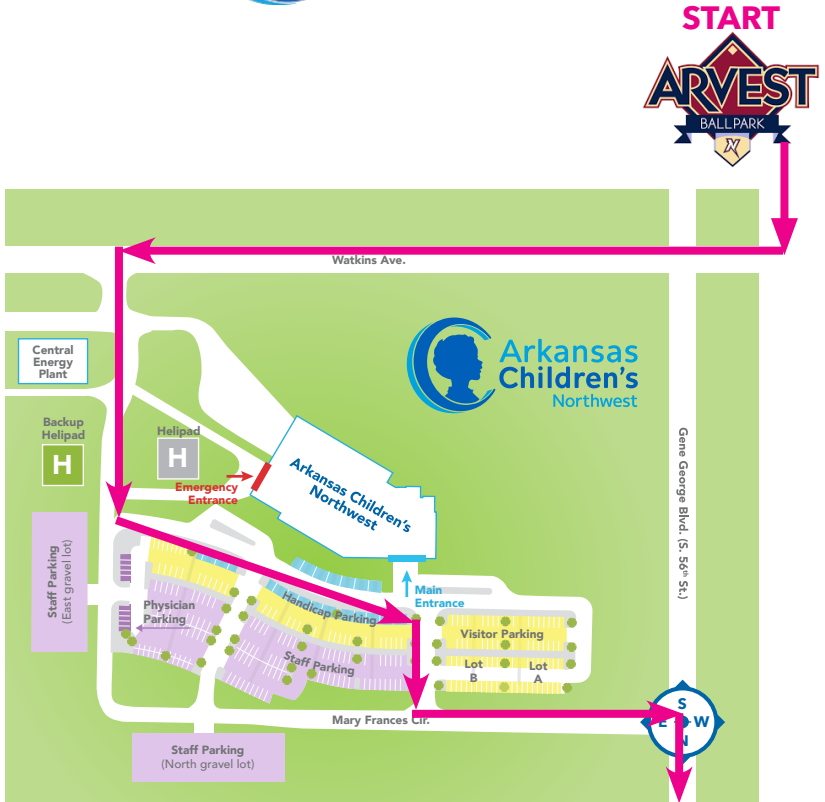 START
ARVEST
BALLPARK
N
Watkins Ave.
Arkansas
Children's
Northwest
Central
Energy
Plant
Backup
Helipad
H
Helipad
H
Emergency
Entrance
Arkansas Children's
Northwest
Gene George Blvd. (S. 56th St.)
Staff Parking
(East gravel lot)
Physician
Parking
Handicap Parking
Staff Parking
Main
Entrance
Visitor Parking
Lot
B
Lot
A
Mary Frances Cir.
S
E W
N
Staff Parking
(North gravel lot)